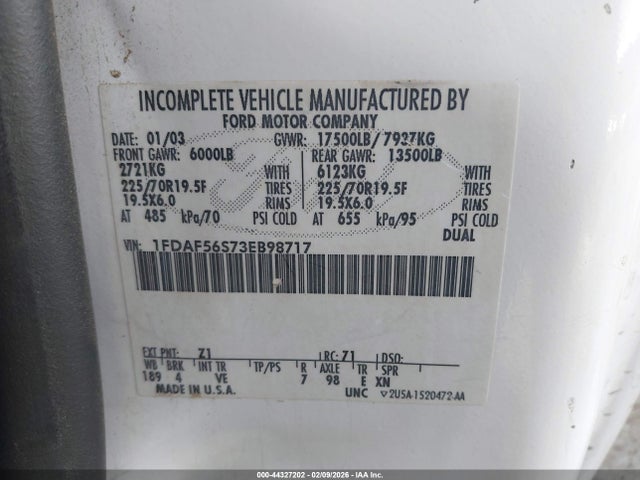 INCOMPLETE VEHICLE MANUFACTURED BY
FORD MOTOR COMPANY
DATE: 01/03 GVWR: 17500LB/ 7937KG
FRONT GAWR: 6000LB REAR GAWR: 13500LB
2721KG WITH 6123KG WITH
225/70R19.5F TIRES 225/70R19.5F TIRES
19.5X6.0 RIMS 19.5X6.0 RIMS
AT 485 kPa/70 PSI COLD AT 655 kPa/95 PSI COLD
DUAL
VIN: 1FDAF56S73EB98717
EXT PNT: Z1 RC: Z1 DSO:
WB BRK INT TR TP/PS R AXLE TR SPR
189 4 VE 7 98 E XN
MADE IN U.S.A. UNC 2U5A-1520472-AA
000-44327202 - 02/09/2026 - IAA Inc.